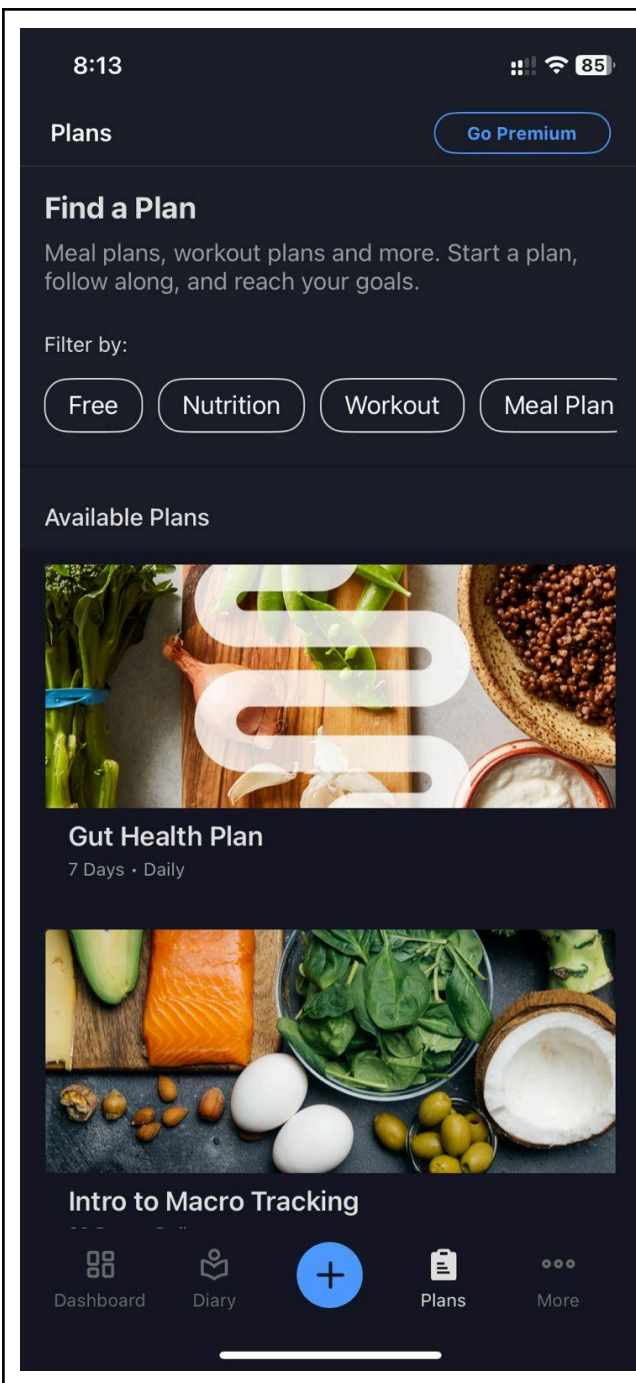 8:13
85
Plans
Go Premium
Find a Plan
Meal plans, workout plans and more. Start a plan,
follow along, and reach your goals.
Filter by:
Free
Nutrition
Workout
Meal Plan
Available Plans
Gut Health Plan
7 Days • Daily
Intro to Macro Tracking
Dashboard
Diary
Plans
More